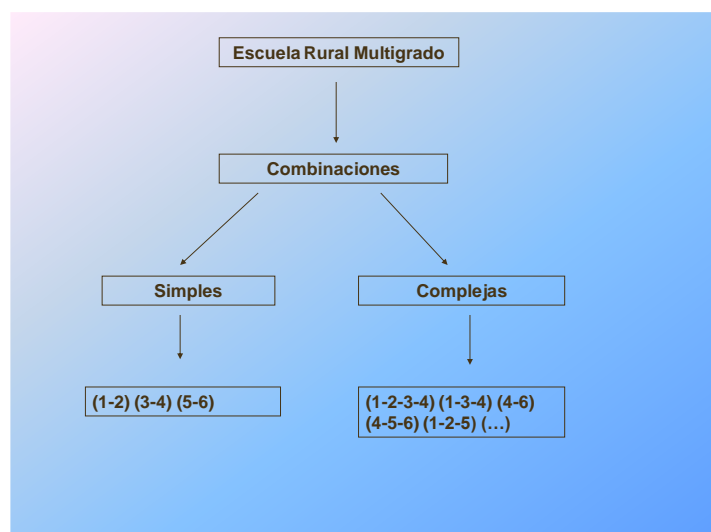 Escuela Rural Multigrado
Combinaciones
Simples
Complejas
(1-2) (3-4) (5-6)
(1-2-3-4) (1-3-4) (4-6)
(4-5-6) (1-2-5) (…)